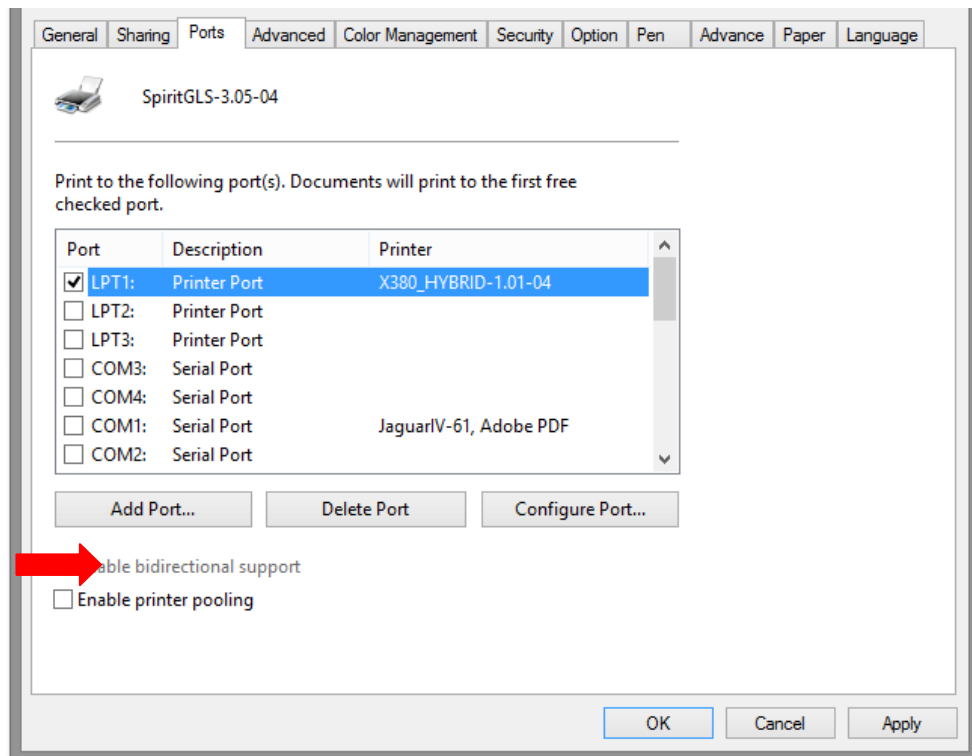 General Sharing Ports Advanced Color Management Security Option Pen Advance Paper Language
SpiritGLS-3.05-04
Print to the following port(s). Documents will print to the first free
checked port.
Port Description Printer
LPT1: Printer Port X380_HYBRID-1.01-04
LPT2: Printer Port
LPT3: Printer Port
COM3: Serial Port
COM4: Serial Port
COM1: Serial Port JaguarIV-61, Adobe PDF
COM2: Serial Port
Add Port... Delete Port Configure Port...
bidirectional support
Enable printer pooling
OK Cancel Apply